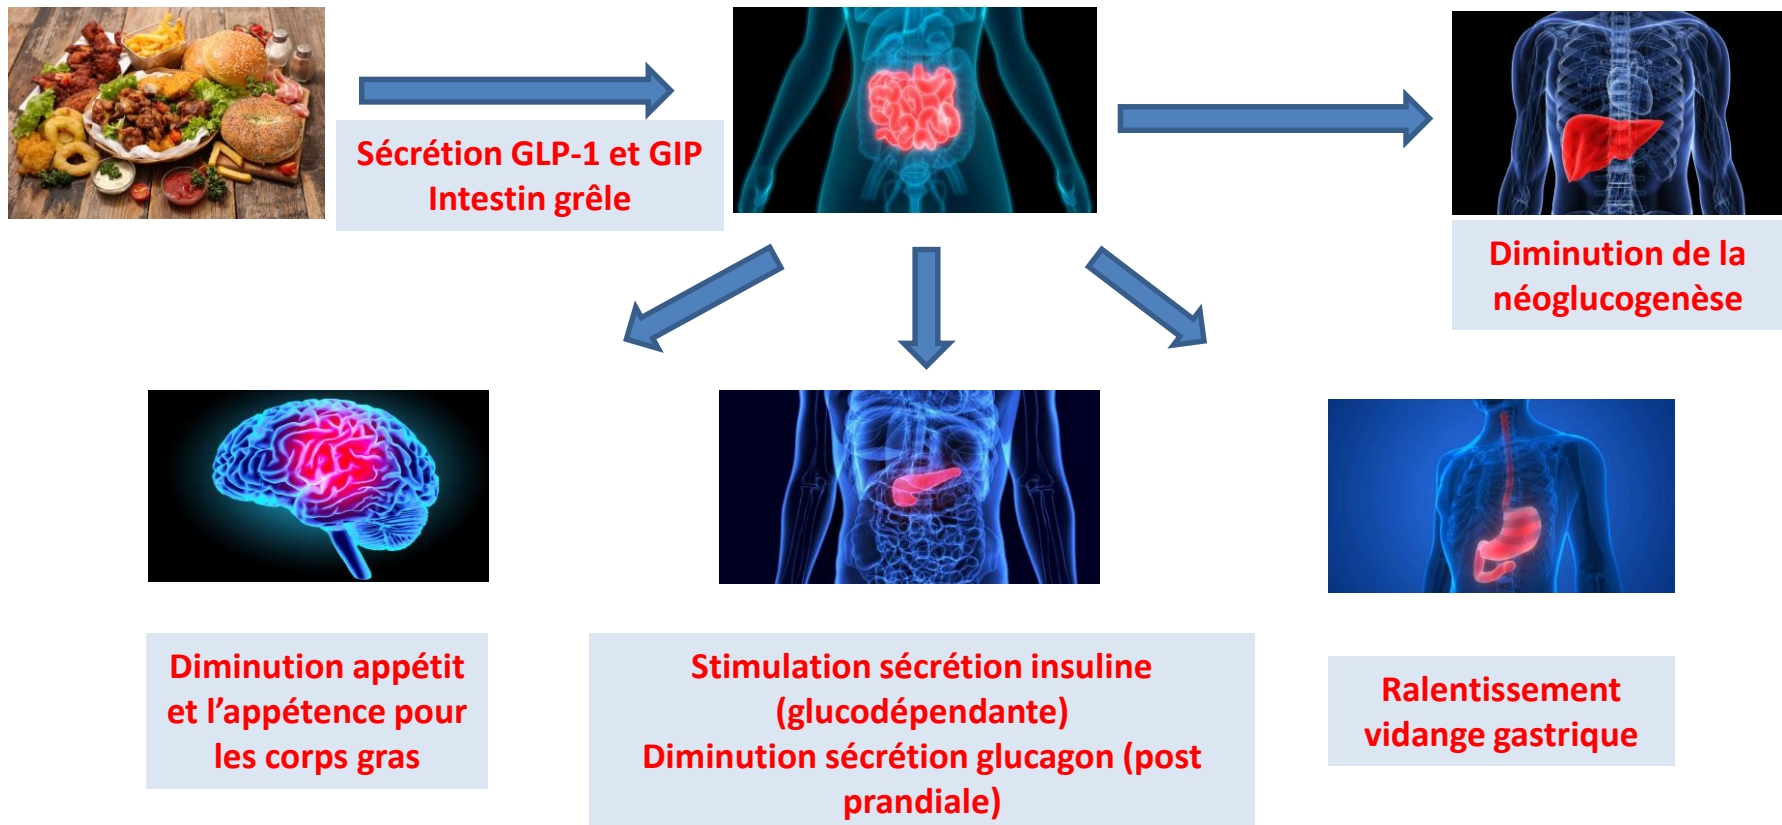 Sécrétion GLP-1 et GIP
Intestin grêle
Diminution de la
néoglucogenèse
Diminution appétit
et l'appétence pour
les corps gras
Stimulation sécrétion insuline
(glucodépendante)
Diminution sécrétion glucagon (post
prandiale)
Ralentissement
vidange gastrique